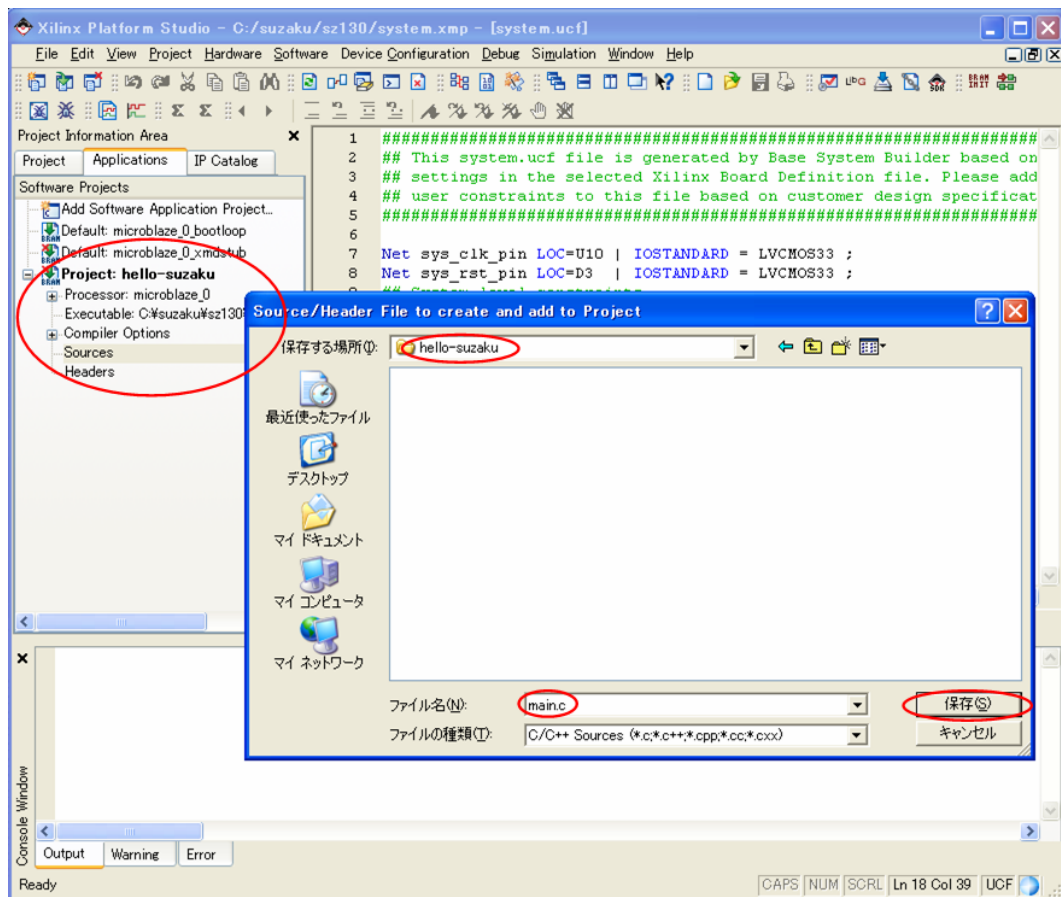 Xilinx Platform Studio - C:/suzaku/sz130/system.xmp - [system.ucf]
File Edit View Project Hardware Software Device Configuration Debug Simulation Window Help
Project Information Area
Project Applications IP Catalog
Software Projects
Add Software Application Project...
Default: microblaze_0_bootloop
Default: microblaze_0_xmdstub
Project: hello-suzaku
Processor: microblaze_0
Executable: C:¥suzaku¥sz130
Compiler Options
Sources
Headers
1 ####################################################################
2 ## This system.ucf file is generated by Base System Builder based on
3 ## settings in the selected Xilinx Board Definition file. Please add
4 ## user constraints to this file based on customer design specificat
5 ####################################################################
6
7 Net sys_clk_pin LOC=U10 | IOSTANDARD = LVCMOS33 ;
8 Net sys_rst_pin LOC=D3 | IOSTANDARD = LVCMOS33 ;
9 ## System level constraints
Source/Header File to create and add to Project
保存する場所(I): hello-suzaku
最近使ったファイル
デスクトップ
マイ ドキュメント
マイ コンピュータ
マイ ネットワーク
ファイル名(N): main.c 保存(S)
ファイルの種類(T): C/C++ Sources (*.c;*.c++;*.cpp;*.cc;*.cxx) キャンセル
Console Window
Output Warning Error
Ready CAPS NUM SCRL Ln 18 Col 39 UCF